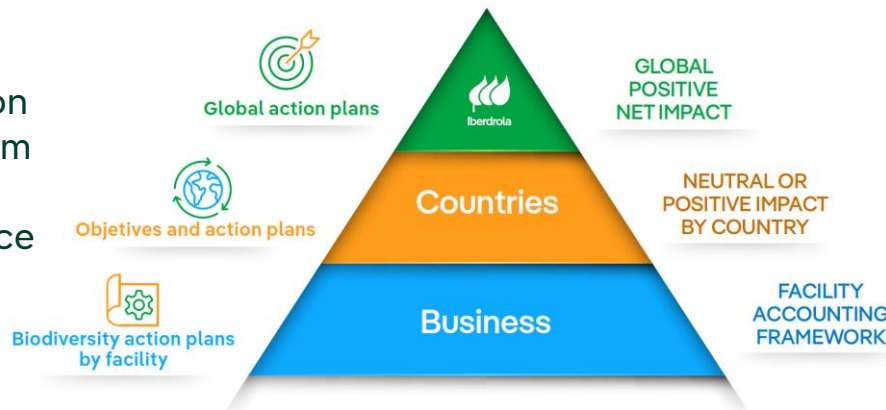 on
m
ce
Global action plans
Iberdrola
GLOBAL
POSITIVE
NET IMPACT
Objetives and action plans
Countries
NEUTRAL OR
POSITIVE IMPACT
BY COUNTRY
Biodiversity action plans
by facility
Business
FACILITY
ACCOUNTING
FRAMEWORK